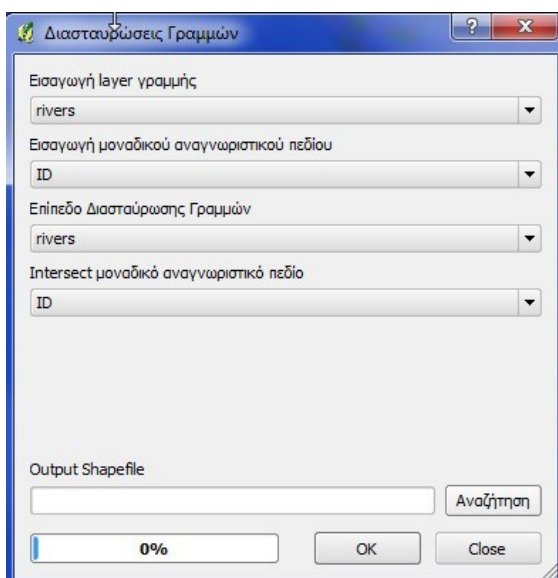 Διασταυρώσεις Γραμμών
?
Εισαγωγή layer γραμμής
rivers
Εισαγωγή μοναδικού αναγνωριστικού πεδίου
ID
Επίπεδο Διασταύρωσης Γραμμών
rivers
Intersect μοναδικό αναγνωριστικό πεδίο
ID
Output Shapefile
Αναζήτηση
0%
OK
Close